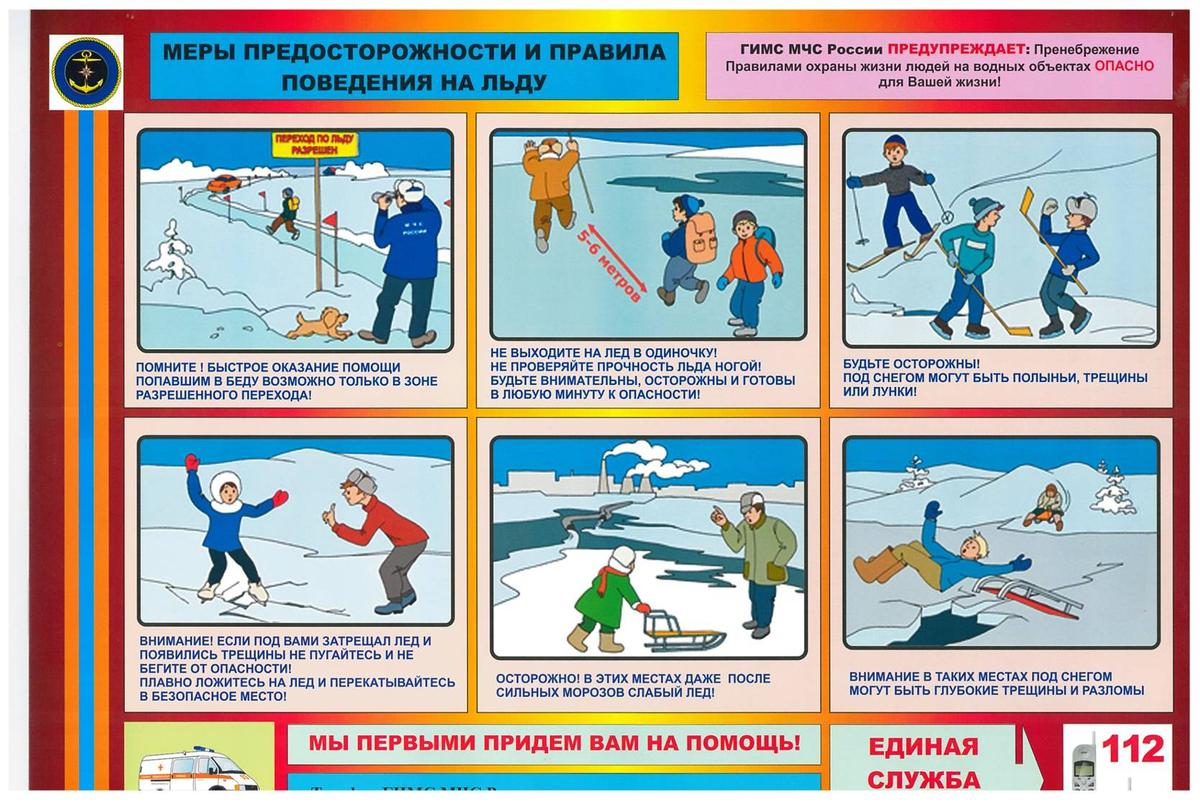 МЕРЫ ПРЕДОСТОРОЖНОСТИ И ПРАВИЛА
ПОВЕДЕНИЯ НА ЛЬДУ
ГИМС МЧС России ПРЕДУПРЕЖДАЕТ: Пренебрежение
Правилами охраны жизни людей на водных объектах ОПАСНО
для Вашей жизни!
ПЕРЕХОД ПО ЛЬДУ
РАЗРЕШЕН
МЧС
РОССИИ
ПОМНИТЕ ! БЫСТРОЕ ОКАЗАНИЕ ПОМОЩИ
ПОПАВШИМ В БЕДУ ВОЗМОЖНО ТОЛЬКО В ЗОНЕ
РАЗРЕШЕННОГО ПЕРЕХОДА!
5-6 метров
НЕ ВЫХОДИТЕ НА ЛЕД В ОДИНОЧКУ!
НЕ ПРОВЕРЯЙТЕ ПРОЧНОСТЬ ЛЬДА НОГОЙ!
БУДЬТЕ ВНИМАТЕЛЬНЫ, ОСТОРОЖНЫ И ГОТОВЫ
В ЛЮБУЮ МИНУТУ К ОПАСНОСТИ!
БУДЬТЕ ОСТОРОЖНЫ!
ПОД СНЕГОМ МОГУТ БЫТЬ ПОЛЫНЬИ, ТРЕЩИНЫ
ИЛИ ЛУНКИ!
ВНИМАНИЕ! ЕСЛИ ПОД ВАМИ ЗАТРЕЩАЛ ЛЕД И
ПОЯВИЛИСЬ ТРЕЩИНЫ НЕ ПУГАЙТЕСЬ И НЕ
БЕГИТЕ ОТ ОПАСНОСТИ!
ПЛАВНО ЛОЖИТЕСЬ НА ЛЕД И ПЕРЕКАТЫВАЙТЕСЬ
В БЕЗОПАСНОЕ МЕСТО!
ОСТОРОЖНО! В ЭТИХ МЕСТАХ ДАЖЕ ПОСЛЕ
СИЛЬНЫХ МОРОЗОВ СЛАБЫЙ ЛЕД!
ВНИМАНИЕ В ТАКИХ МЕСТАХ ПОД СНЕГОМ
МОГУТ БЫТЬ ГЛУБОКИЕ ТРЕЩИНЫ И РАЗЛОМЫ
МЫ ПЕРВЫМИ ПРИДЕМ ВАМ НА ПОМОЩЬ!
ЕДИНАЯ
СЛУЖБА
112